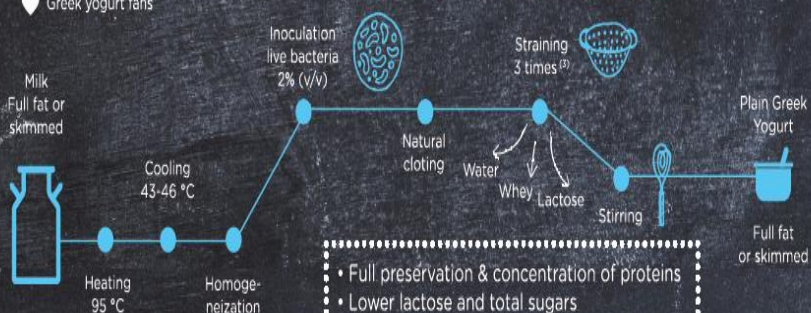 Greek yogurt fans
Milk
Full fat or
skimmed
Heating
95 °C
Cooling
43-46 °C
Homoge-
neization
Inoculation
live bacteria
2% (v/v)
Natural
cloting
Straining
3 times (3)
Water
Whey
Lactose
Stirring
Plain Greek
Yogurt
Full fat
or skimmed
• Full preservation & concentration of proteins
• Lower lactose and total sugars